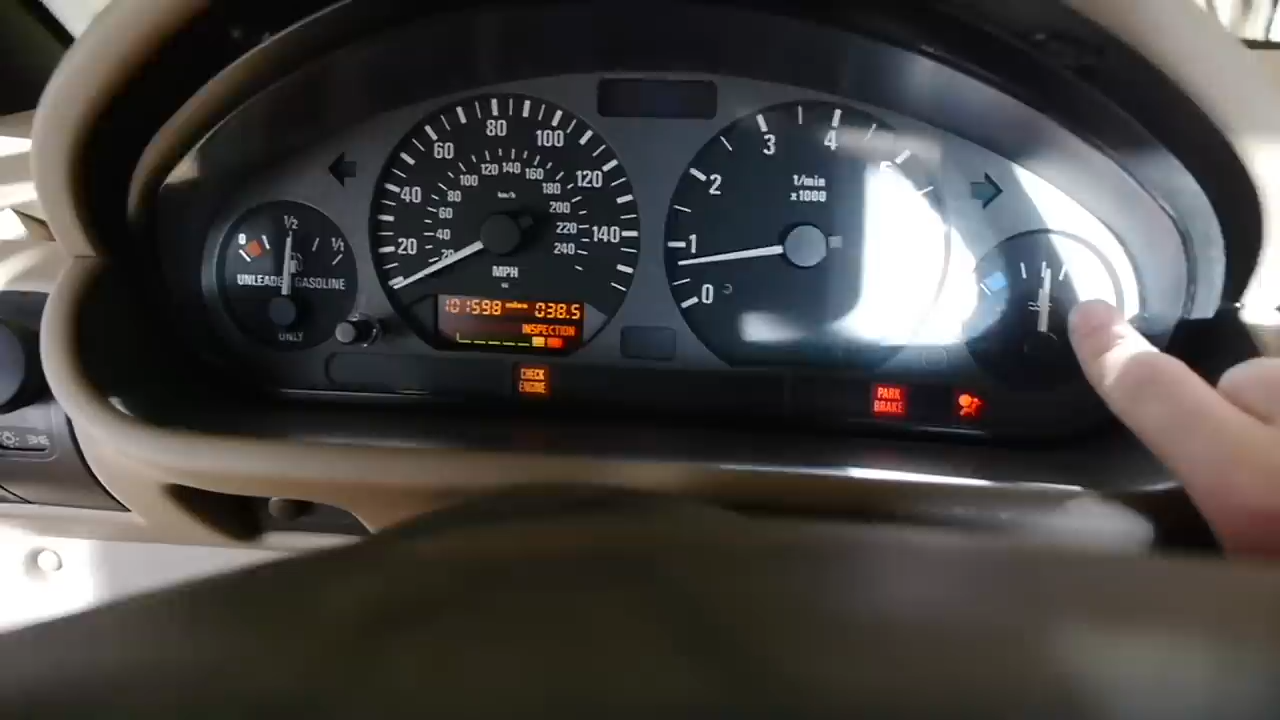 0
1/2
1/1
UNLEADED GASOLINE
ONLY
20
40
60
80
100
120
140
20
40
60
80
100
120
140
160
180
200
220
240
km/h
MPH
101598 miles 038.5
INSPECTION
0
1
2
3
4
1/min
x1000
CHECK
ENGINE
PARK
BRAKE